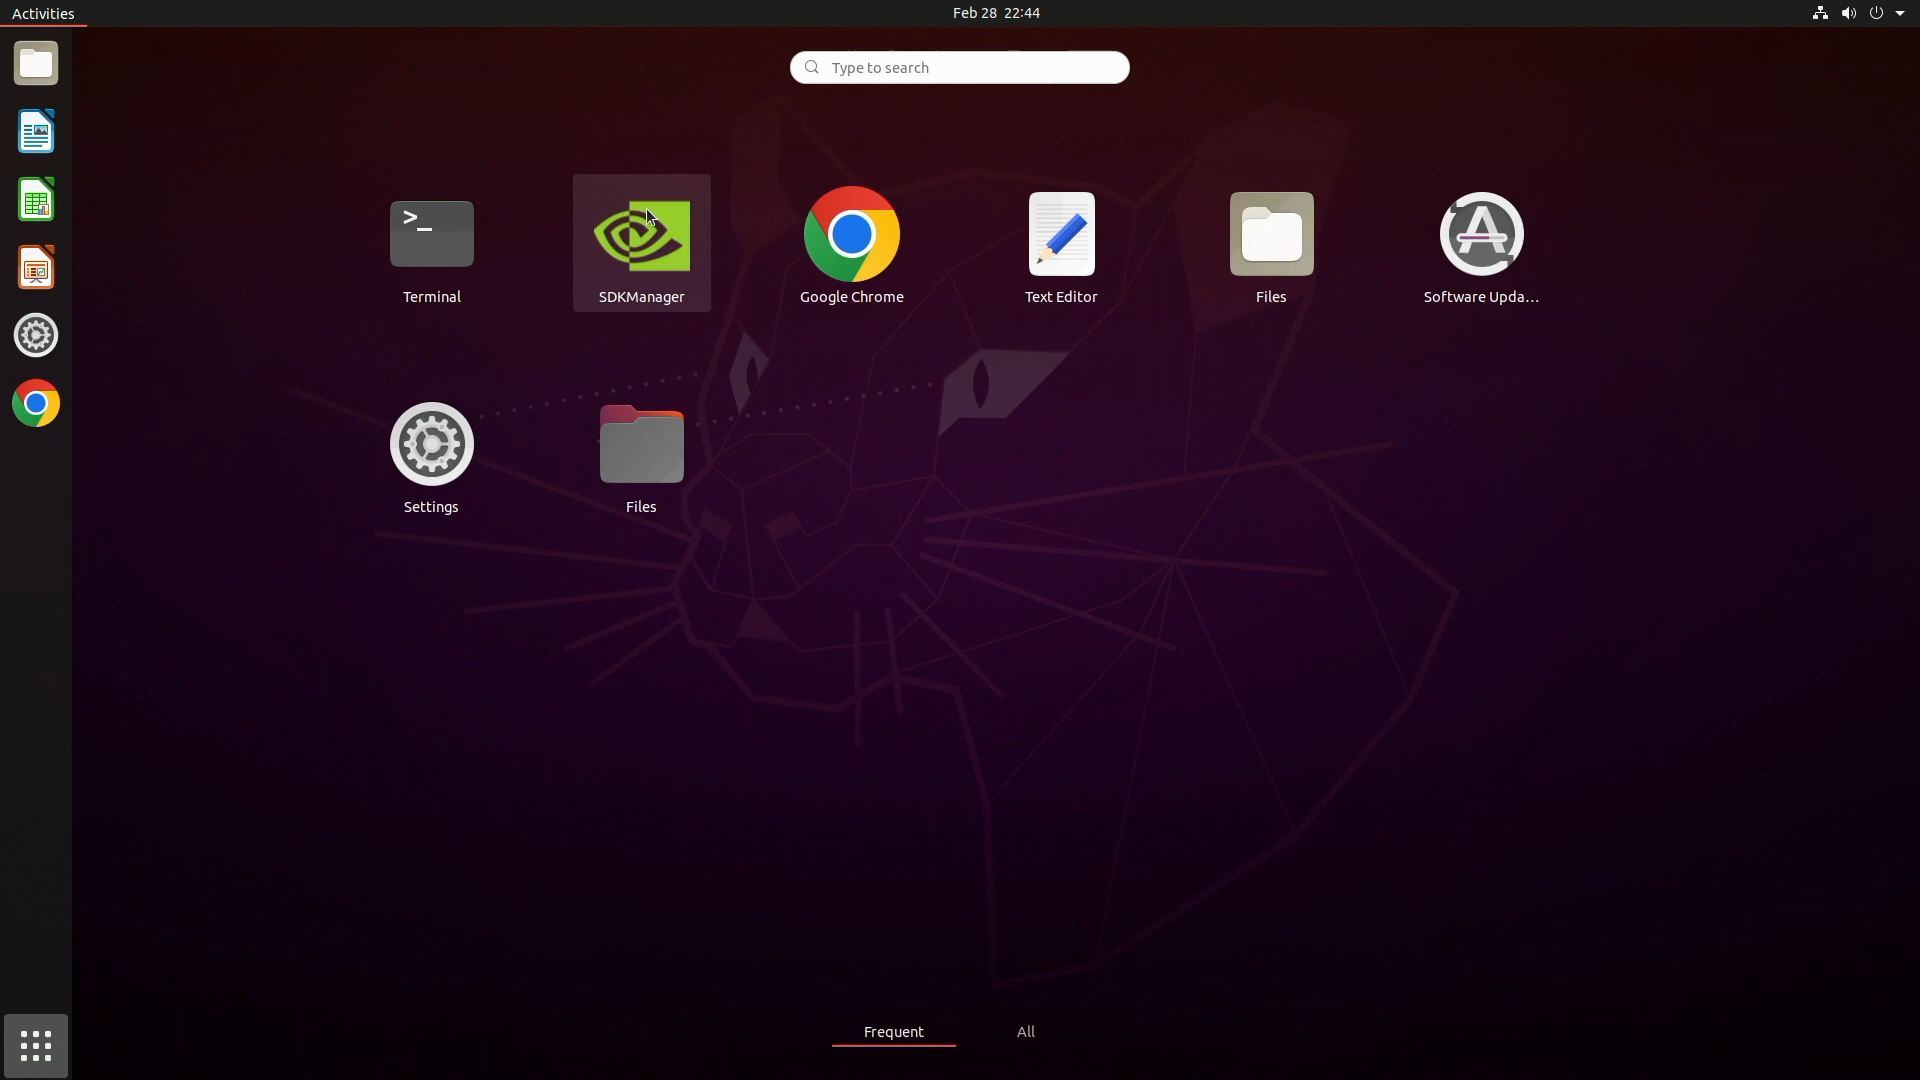 Activities
Feb 28 22:44
Type to search
>_
Terminal
SDKManager
Google Chrome
Text Editor
Files
Software Upda…
Settings
Files
Frequent
All